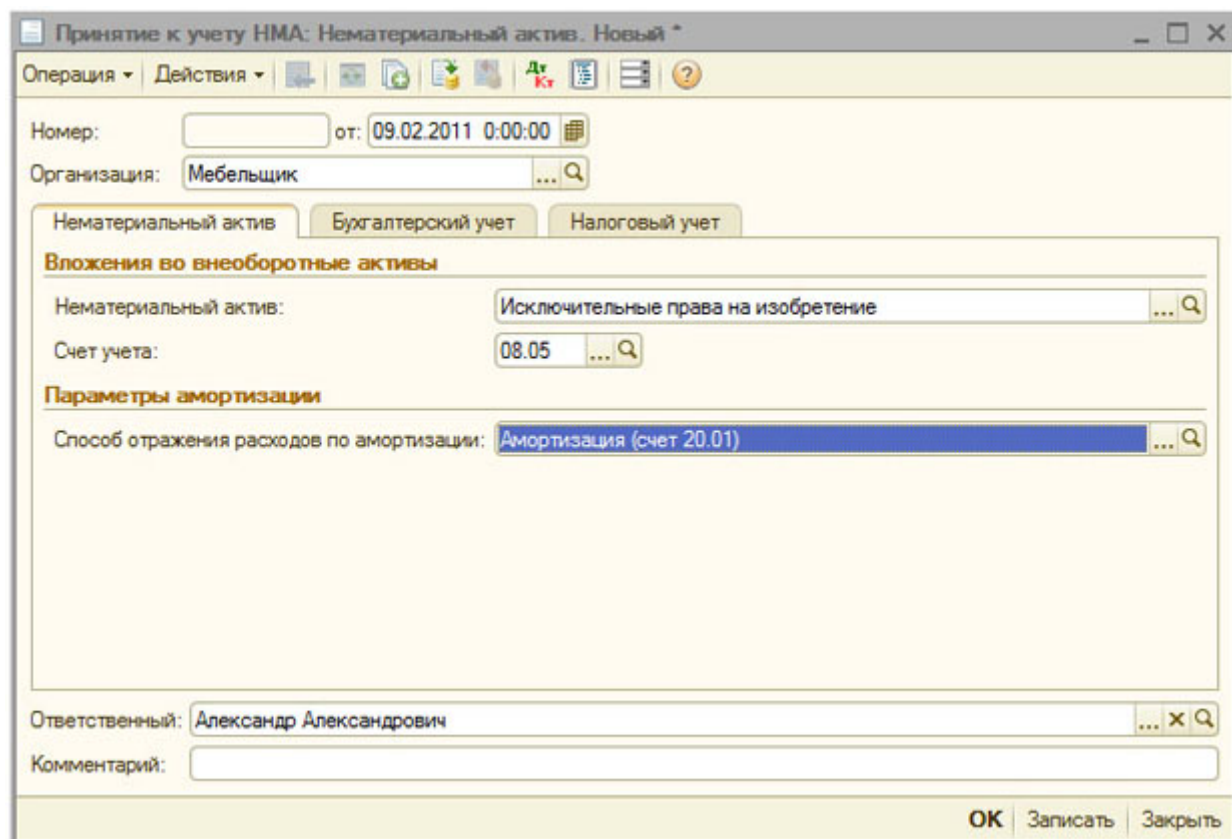 Принятие к учету НМА: Нематериальный актив. Новый *
Операция Действия Дт Кт ?
Номер: от: 09.02.2011 0:00:00
Организация: Мебельщик ...
Нематериальный актив Бухгалтерский учет Налоговый учет
Вложения во внеоборотные активы
Нематериальный актив: Исключительные права на изобретение ...
Счет учета: 08.05 ...
Параметры амортизации
Способ отражения расходов по амортизации: Амортизация (счет 20.01) ...
Ответственный: Александр Александрович ... ×
Комментарий:
OK Записать Закрыть